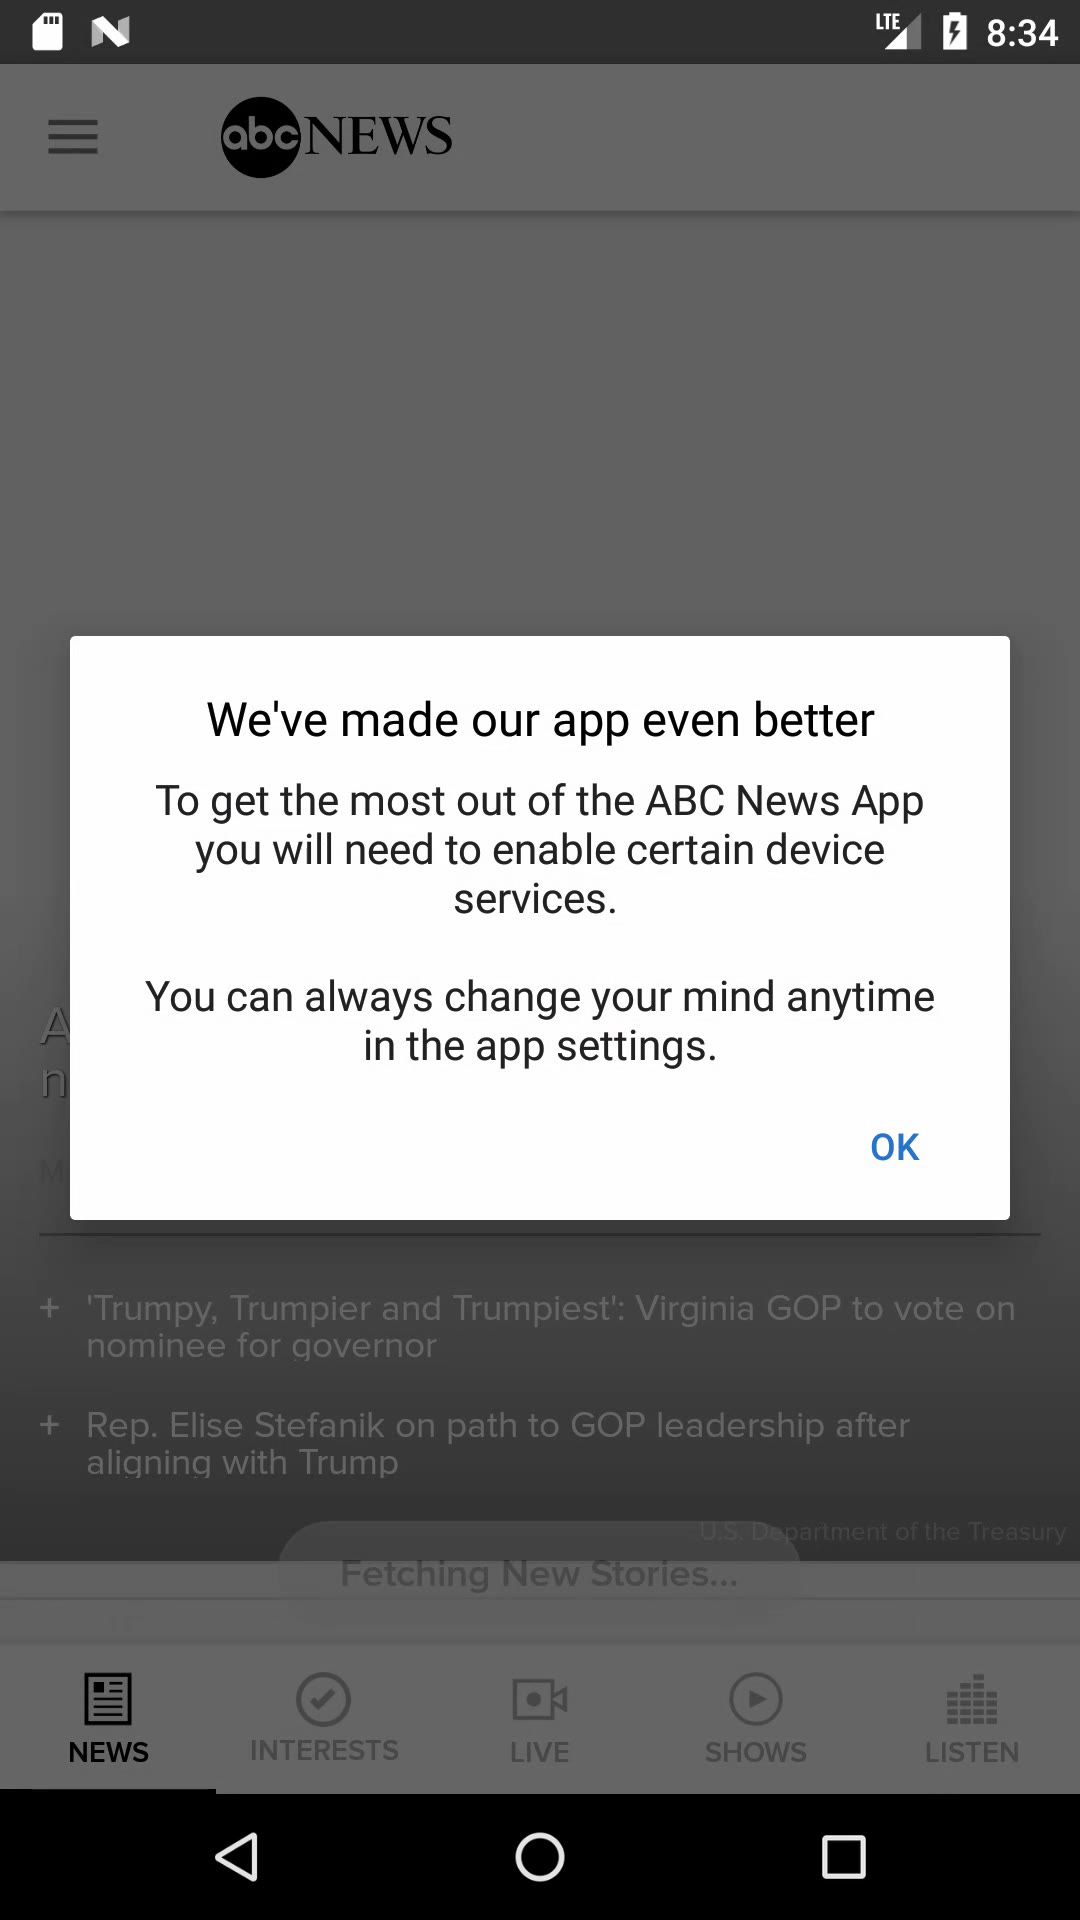 LTE
8:34
abc NEWS
We've made our app even better
To get the most out of the ABC News App
you will need to enable certain device
services.
You can always change your mind anytime
in the app settings.
OK
A
n
M
+ 'Trumpy, Trumpier and Trumpiest': Virginia GOP to vote on
nominee for governor
+ Rep. Elise Stefanik on path to GOP leadership after
aligning with Trump
U.S. Department of the Treasury
Fetching New Stories...
NEWS
INTERESTS
LIVE
SHOWS
LISTEN